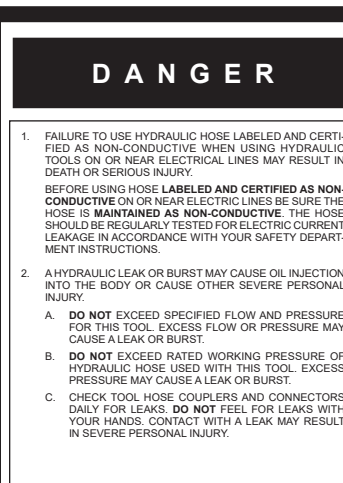 DANGER
1. FAILURE TO USE HYDRAULIC HOSE LABELED AND CERTI-
FIED AS NON-CONDUCTIVE WHEN USING HYDRAULIC
TOOLS ON OR NEAR ELECTRICAL LINES MAY RESULT IN
DEATH OR SERIOUS INJURY.
BEFORE USING HOSE LABELED AND CERTIFIED AS NON-
CONDUCTIVE ON OR NEAR ELECTRIC LINES BE SURE THE
HOSE IS MAINTAINED AS NON-CONDUCTIVE. THE HOSE
SHOULD BE REGULARLY TESTED FOR ELECTRIC CURRENT
LEAKAGE IN ACCORDANCE WITH YOUR SAFETY DEPART-
MENT INSTRUCTIONS.
2. A HYDRAULIC LEAK OR BURST MAY CAUSE OIL INJECTION
INTO THE BODY OR CAUSE OTHER SEVERE PERSONAL
INJURY.
A. DO NOT EXCEED SPECIFIED FLOW AND PRESSURE
FOR THIS TOOL. EXCESS FLOW OR PRESSURE MAY
CAUSE A LEAK OR BURST.
B. DO NOT EXCEED RATED WORKING PRESSURE OF
HYDRAULIC HOSE USED WITH THIS TOOL. EXCESS
PRESSURE MAY CAUSE A LEAK OR BURST.
C. CHECK TOOL HOSE COUPLERS AND CONNECTORS
DAILY FOR LEAKS. DO NOT FEEL FOR LEAKS WITH
YOUR HANDS. CONTACT WITH A LEAK MAY RESULT
IN SEVERE PERSONAL INJURY.